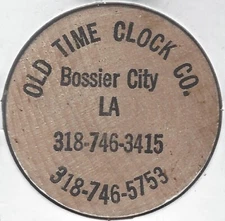 OLD TIME CLOCK CO.
Bossier City
LA
318-746-3415
318-746-5753